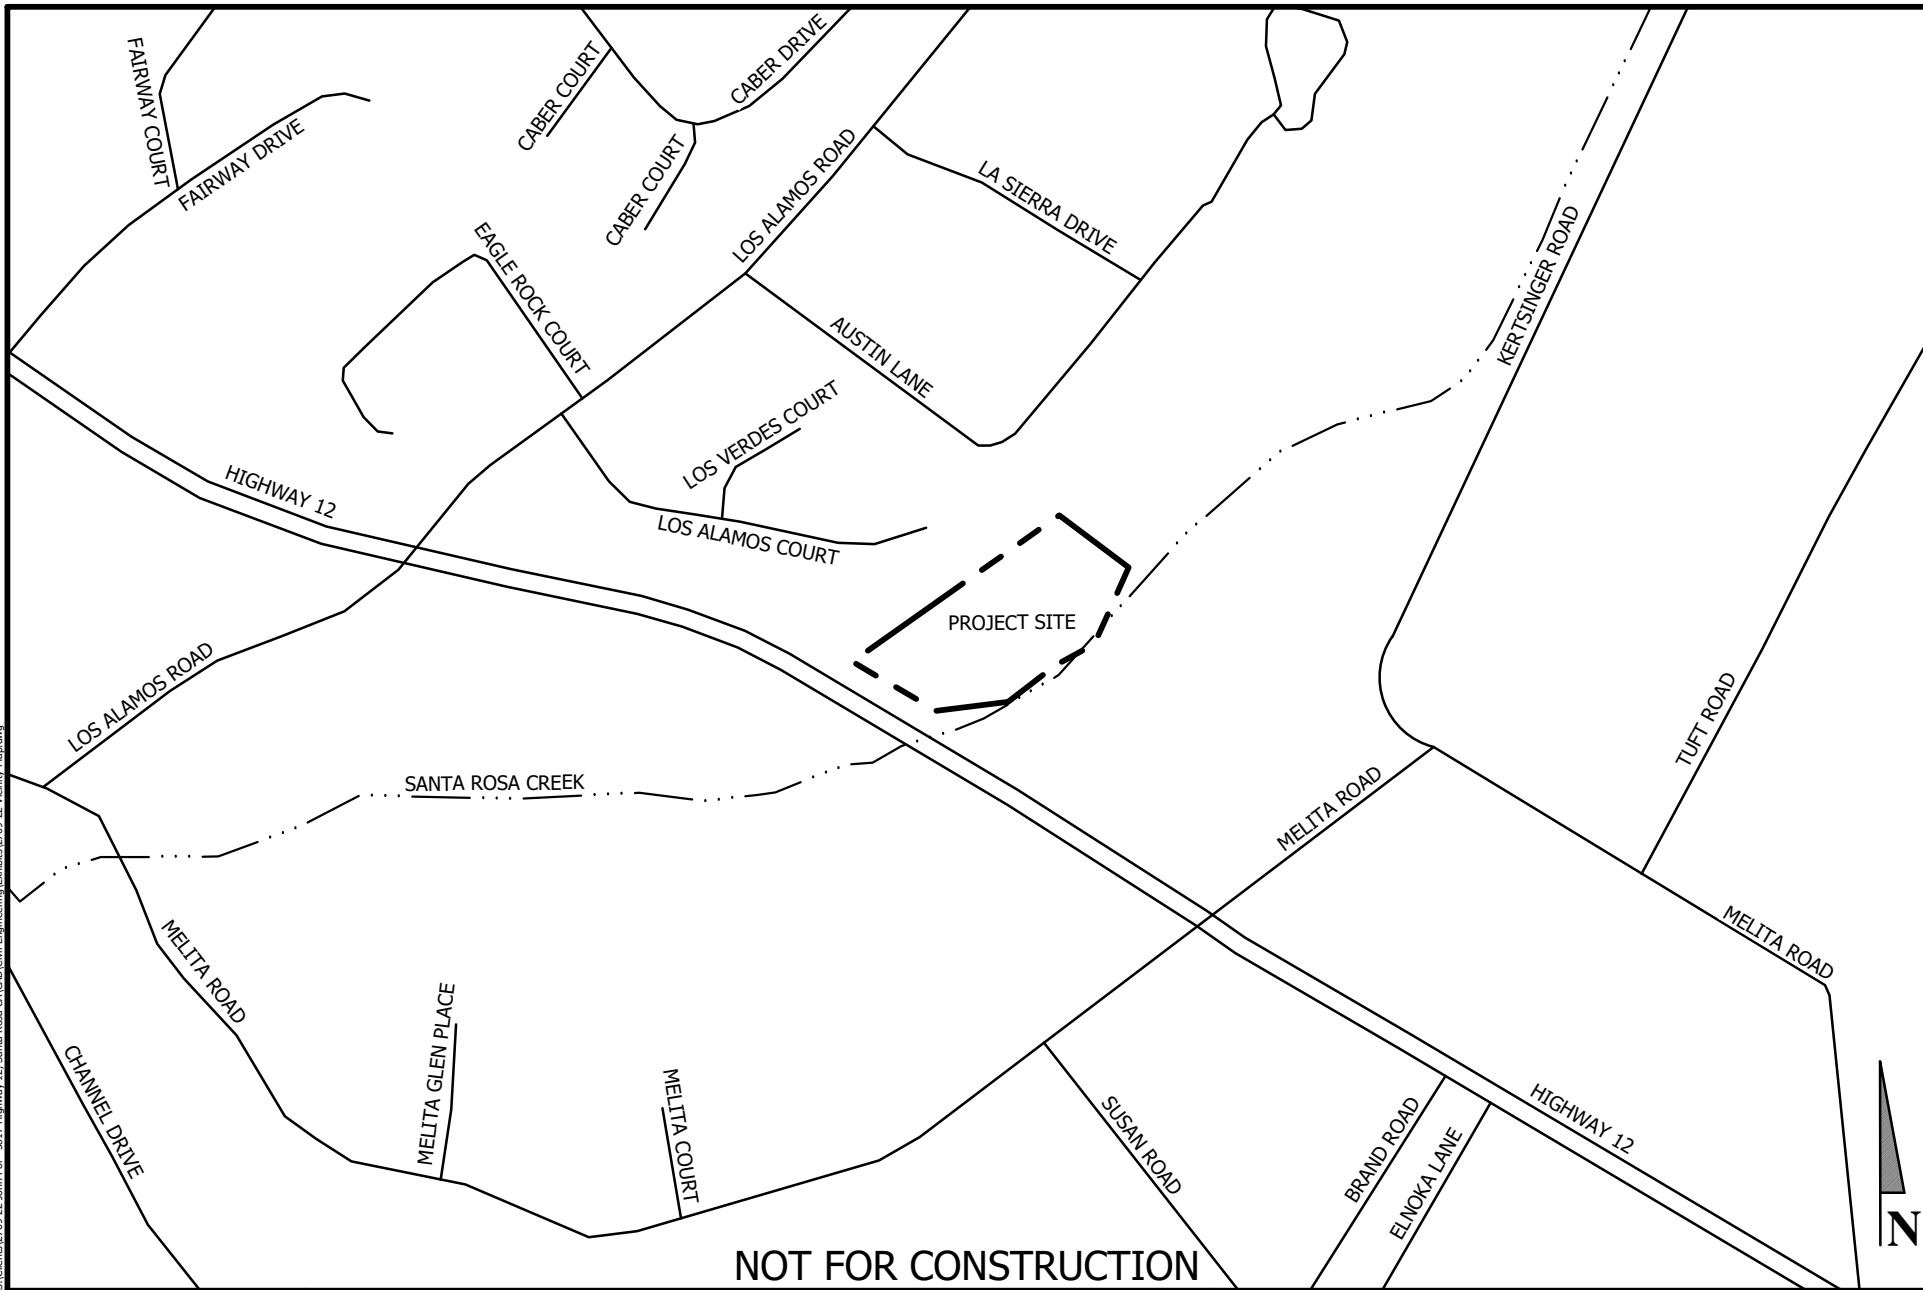 FAIRWAY COURT
FAIRWAY DRIVE
CABER COURT
CABER DRIVE
CABER COURT
LOS ALAMOS ROAD
LA SIERRA DRIVE
EAGLE ROCK COURT
AUSTIN LANE
KERTSINGER ROAD
LOS VERDES COURT
HIGHWAY 12
LOS ALAMOS COURT
PROJECT SITE
LOS ALAMOS ROAD
TUFT ROAD
SANTA ROSA CREEK
MELITA ROAD
MELITA ROAD
MELITA ROAD
CHANNEL DRIVE
MELITA GLEN PLACE
MELITA COURT
SUSAN ROAD
BRAND ROAD
ELNOKA LANE
HIGHWAY 12
N
NOT FOR CONSTRUCTION